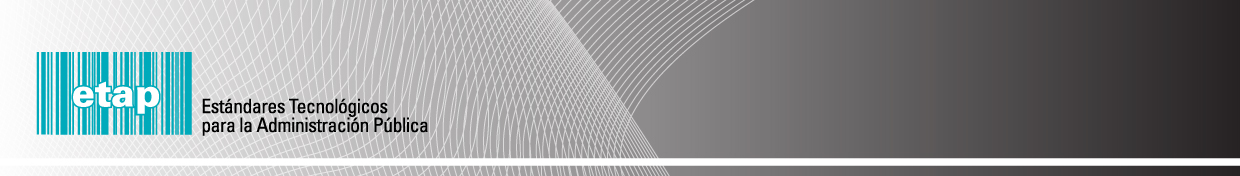 etap
Estándares Tecnológicos
para la Administración Pública